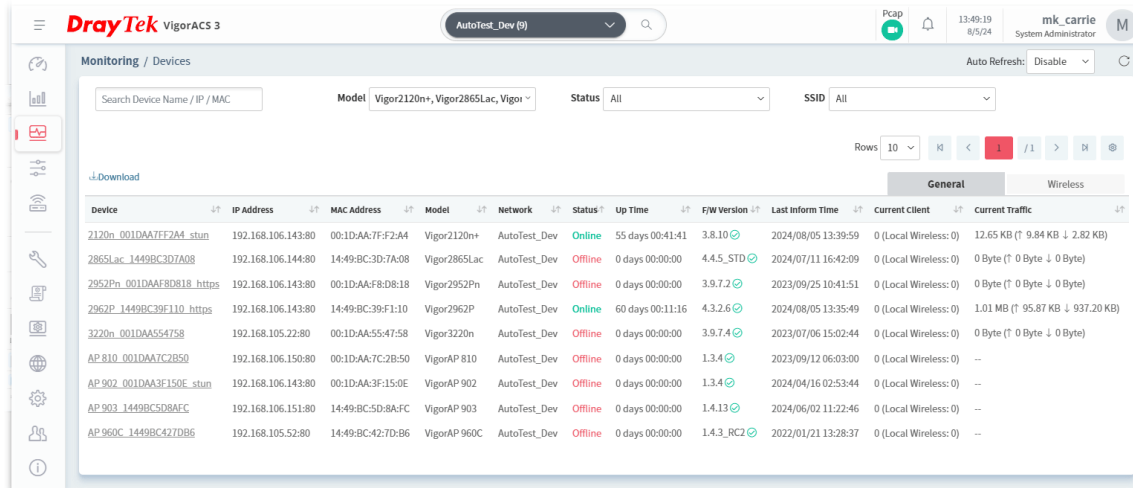 DrayTek VigorACS 3
AutoTest_Dev (9)
Pcap
13:49:19
8/5/24
mk_carrie
System Administrator
M
Monitoring / Devices
Auto Refresh: Disable
Search Device Name / IP / MAC
Model Vigor2120n+, Vigor2865Lac, Vigor
Status All
SSID All
Rows 10
1 / 1
Download
General Wireless
Device IP Address MAC Address Model Network Status Up Time F/W Version Last Inform Time Current Client Current Traffic
2120n_001DAA7FF2A4_stun 192.168.106.143:80 00:1D:AA:7F:F2:A4 Vigor2120n+ AutoTest_Dev Online 55 days 00:41:41 3.8.10 2024/08/05 13:39:59 0 (Local Wireless: 0) 12.65 KB (↑ 9.84 KB ↓ 2.82 KB)
2865Lac_1449BC3D7A08 192.168.106.144:80 14:49:BC:3D:7A:08 Vigor2865Lac AutoTest_Dev Offline 0 days 00:00:00 4.4.5_STD 2024/07/11 16:42:09 0 (Local Wireless: 0) 0 Byte (↑ 0 Byte ↓ 0 Byte)
2952Pn_001DAAF8D818_https 192.168.106.143:80 00:1D:AA:F8:D8:18 Vigor2952Pn AutoTest_Dev Offline 0 days 00:00:00 3.9.7.2 2023/09/25 10:41:51 0 (Local Wireless: 0) 0 Byte (↑ 0 Byte ↓ 0 Byte)
2962P_1449BC39F110_https 192.168.106.143:80 14:49:BC:39:F1:10 Vigor2962P AutoTest_Dev Online 60 days 00:11:16 4.3.2.6 2024/08/05 13:35:49 0 (Local Wireless: 0) 1.01 MB (↑ 95.87 KB ↓ 937.20 KB)
3220n_001DAA554758 192.168.105.22:80 00:1D:AA:55:47:58 Vigor3220n AutoTest_Dev Offline 0 days 00:00:00 3.9.7.4 2023/07/06 15:02:44 0 (Local Wireless: 0) 0 Byte (↑ 0 Byte ↓ 0 Byte)
AP 810_001DAA7C2B50 192.168.106.150:80 00:1D:AA:7C:2B:50 VigorAP 810 AutoTest_Dev Offline 0 days 00:00:00 1.3.4 2023/09/12 06:03:00 0 (Local Wireless: 0) --
AP 902_001DAA3F150E_stun 192.168.106.143:80 00:1D:AA:3F:15:0E VigorAP 902 AutoTest_Dev Offline 0 days 00:00:00 1.3.4 2024/04/16 02:53:44 0 (Local Wireless: 0) --
AP 903_1449BC5D8AFC 192.168.106.151:80 14:49:BC:5D:8A:FC VigorAP 903 AutoTest_Dev Offline 0 days 00:00:00 1.4.13 2024/06/02 11:22:46 0 (Local Wireless: 0) --
AP 960C_1449BC427DB6 192.168.105.52:80 14:49:BC:42:7D:B6 VigorAP 960C AutoTest_Dev Offline 0 days 00:00:00 1.4.3_RC2 2022/01/21 13:28:37 0 (Local Wireless: 0) --